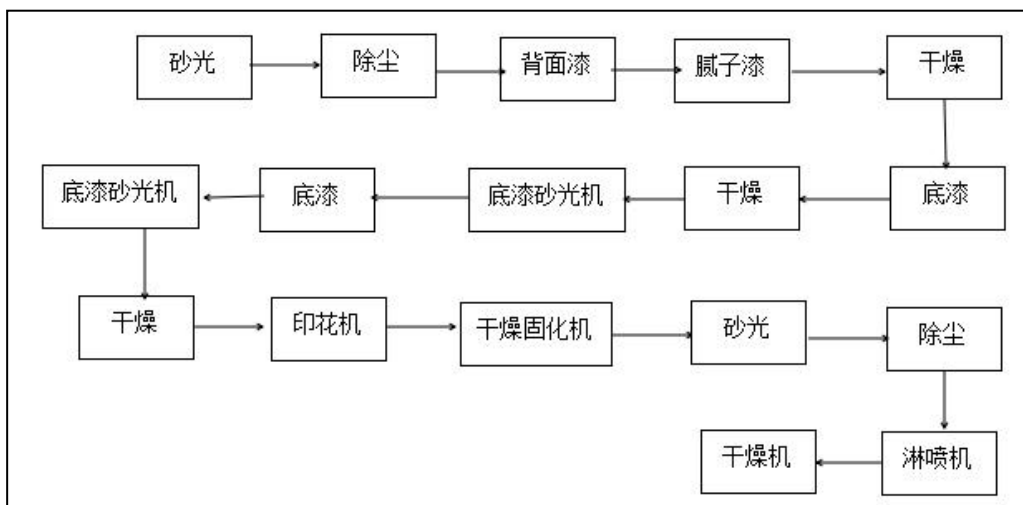 砂光
除尘
背面漆
腻子漆
干燥
底漆
干燥
底漆砂光机
底漆
底漆砂光机
干燥
印花机
干燥固化机
砂光
除尘
淋喷机
干燥机